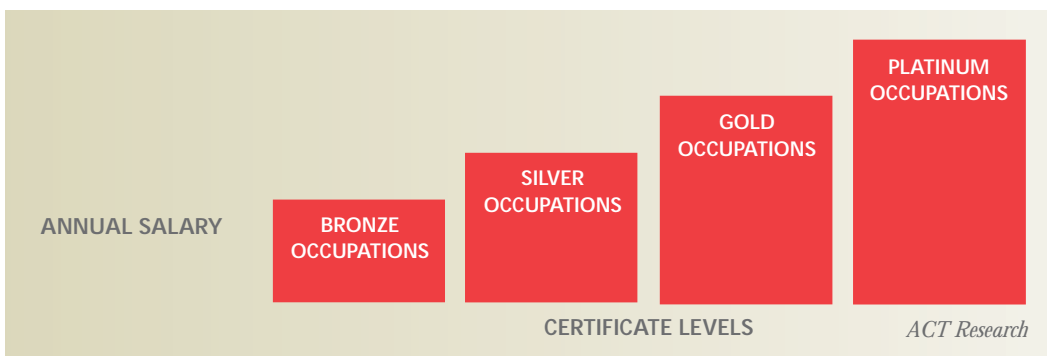 PLATINUM
OCCUPATIONS
GOLD
OCCUPATIONS
SILVER
OCCUPATIONS
ANNUAL SALARY
BRONZE
OCCUPATIONS
CERTIFICATE LEVELS
ACT Research